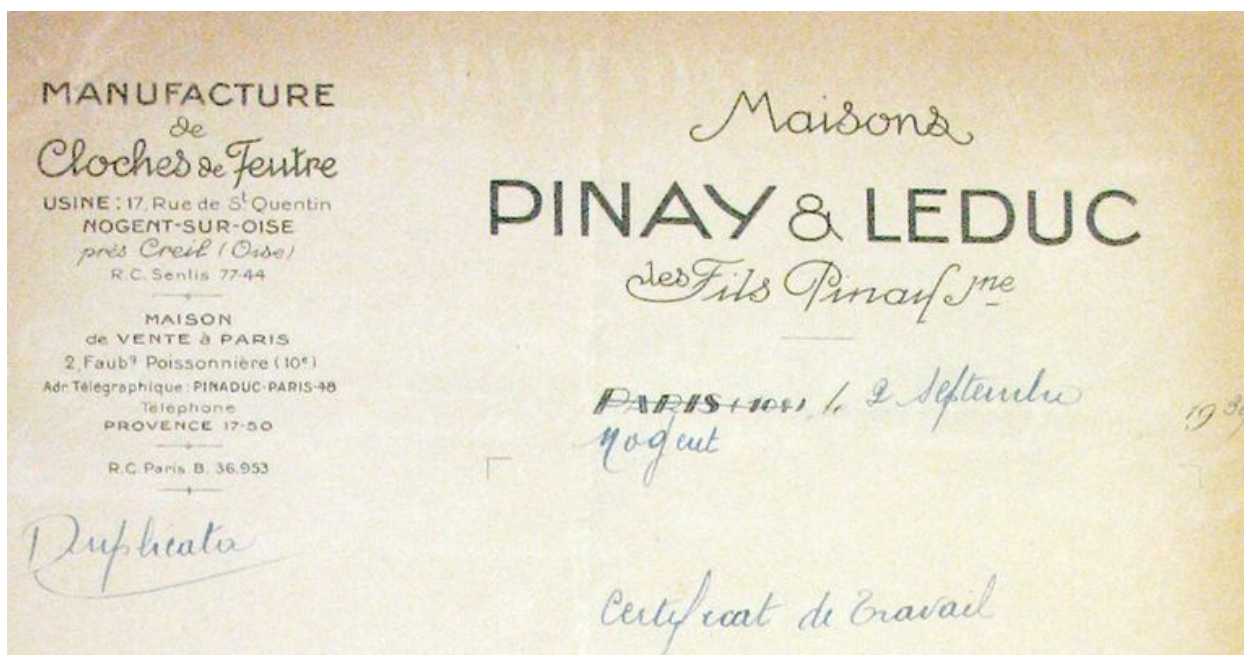 MANUFACTURE
de
Cloches de Feutre
USINE : 17, Rue de St Quentin
NOGENT-SUR-OISE
près Creil (Oise)
R.C. Senlis 77-44
MAISON
de VENTE à PARIS
2, Faubg Poissonnière (10e)
Adr. Télégraphique : PINADUC-PARIS-48
Téléphone
PROVENCE 17-50
R.C. Paris B. 36.953
Duplicata
Maisons
PINAY & LEDUC
les Fils Pinay Sne
PARIS (10e), le 2 Septembre 1939
Nogent
Certificat de Travail